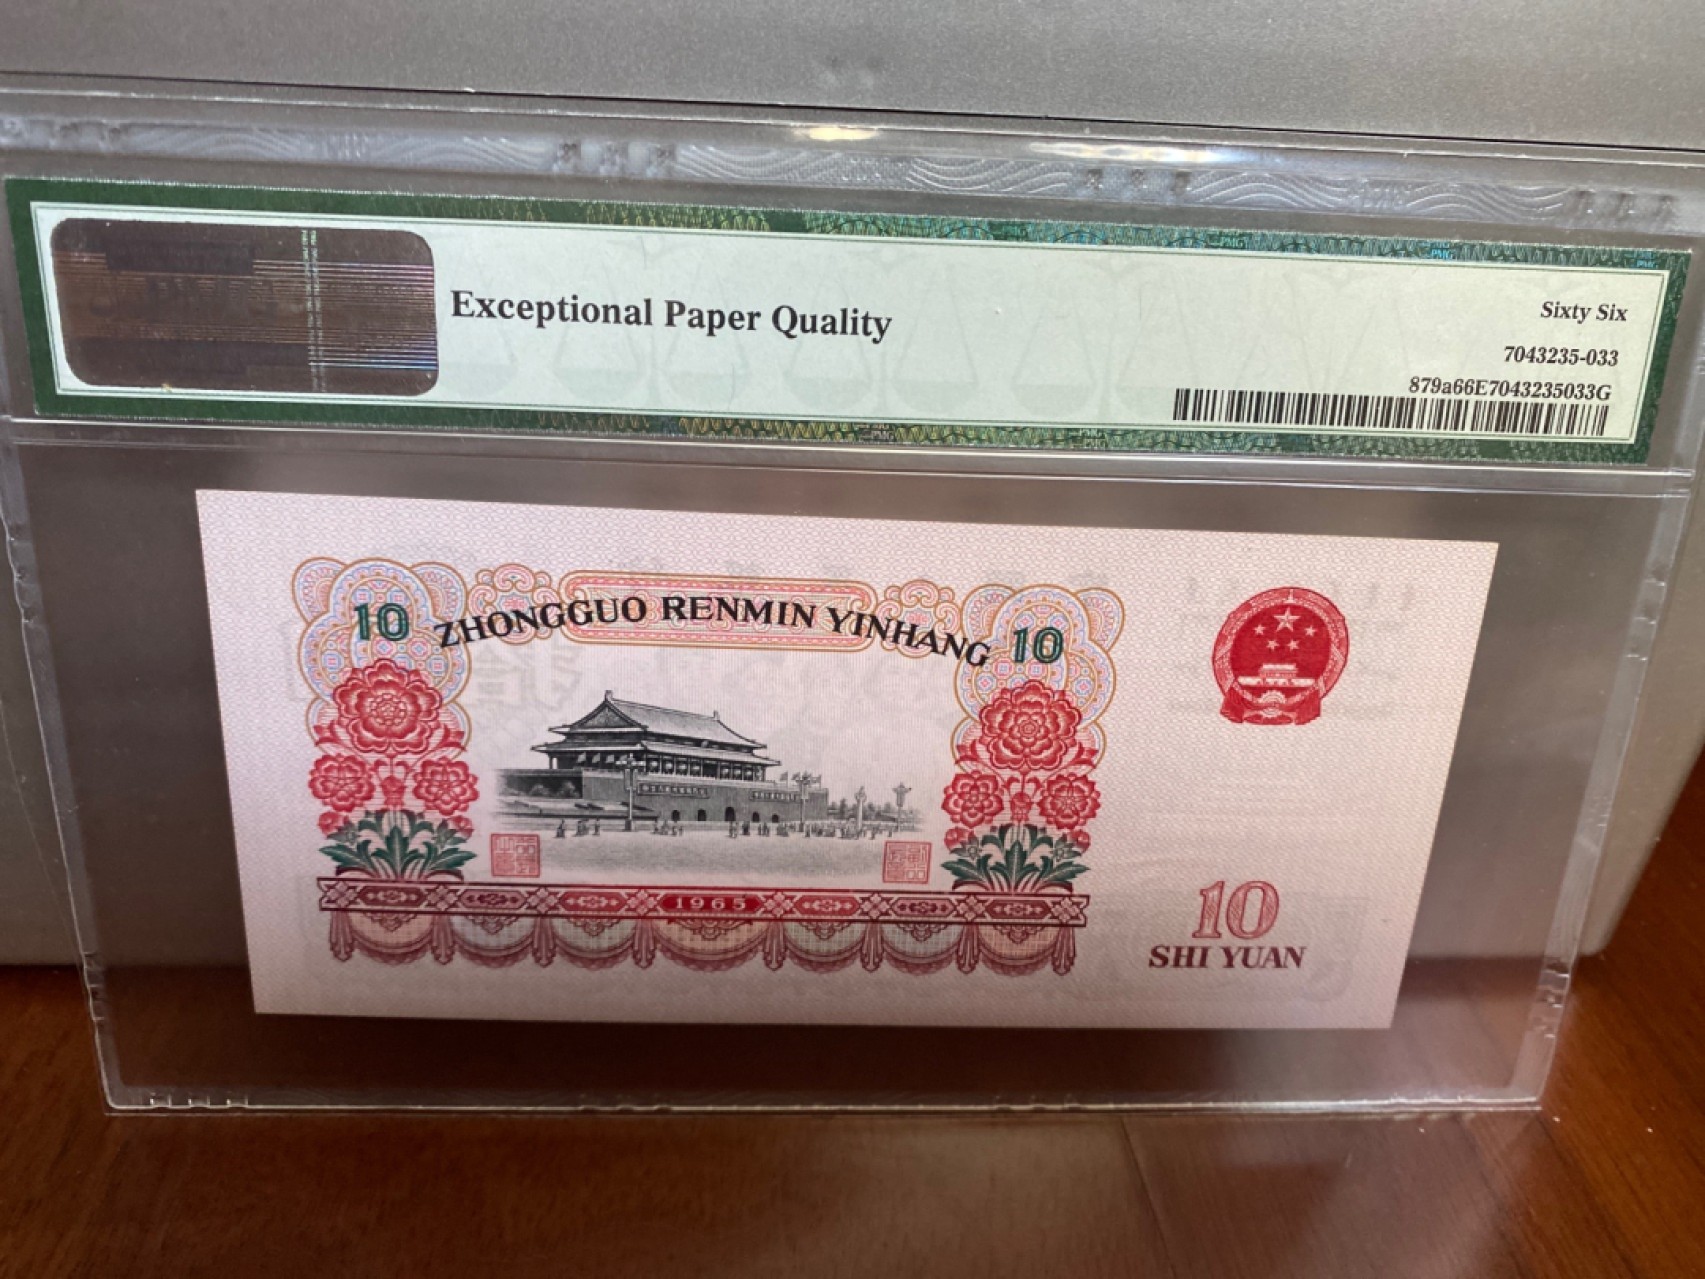 Exceptional Paper Quality
Sixty Six
7043235-033
879a66E7043235033G
10 ZHONGGUO RENMIN YINHANG 10
1965
10
SHI YUAN